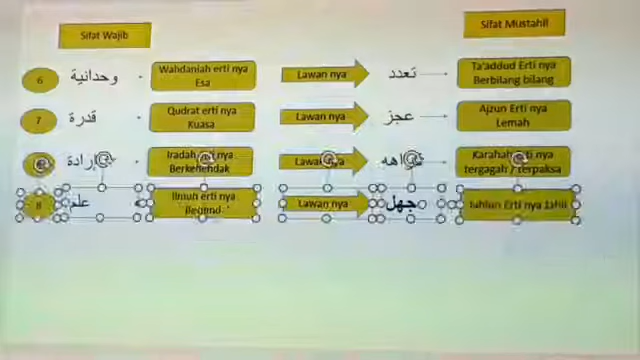 Sifat Wajib
Sifat Mustahil
6 وحدانية Wahdaniah erti nya Esa Lawan nya تعدد Ta'addud Erti nya Berbilang bilang
7 قدرة Qudrat erti nya Kuasa Lawan nya عجز Ajzun Erti nya Lemah
إرادة Iradah erti nya Berkehendak Lawan nya Karahah Erti nya tergagah / terpaksa
8 علم Ilmun erti nya Lawan nya جهل Jahlun Erti nya Jahil